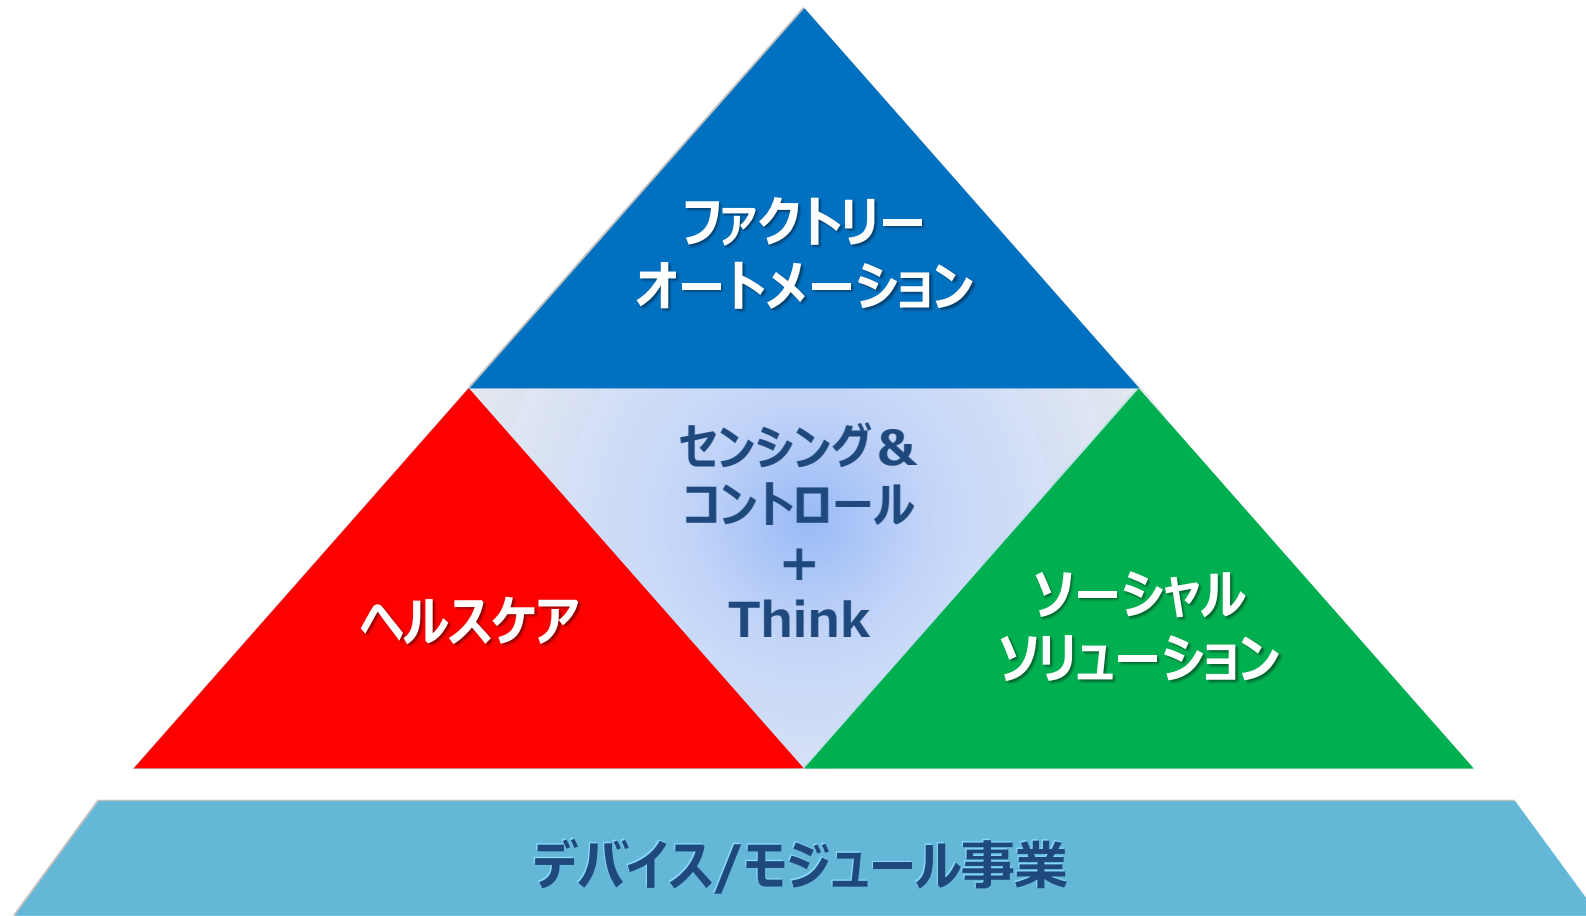 ファクトリー
オートメーション
センシング＆
コントロール
+
Think
ヘルスケア
ソーシャル
ソリューション
デバイス/モジュール事業